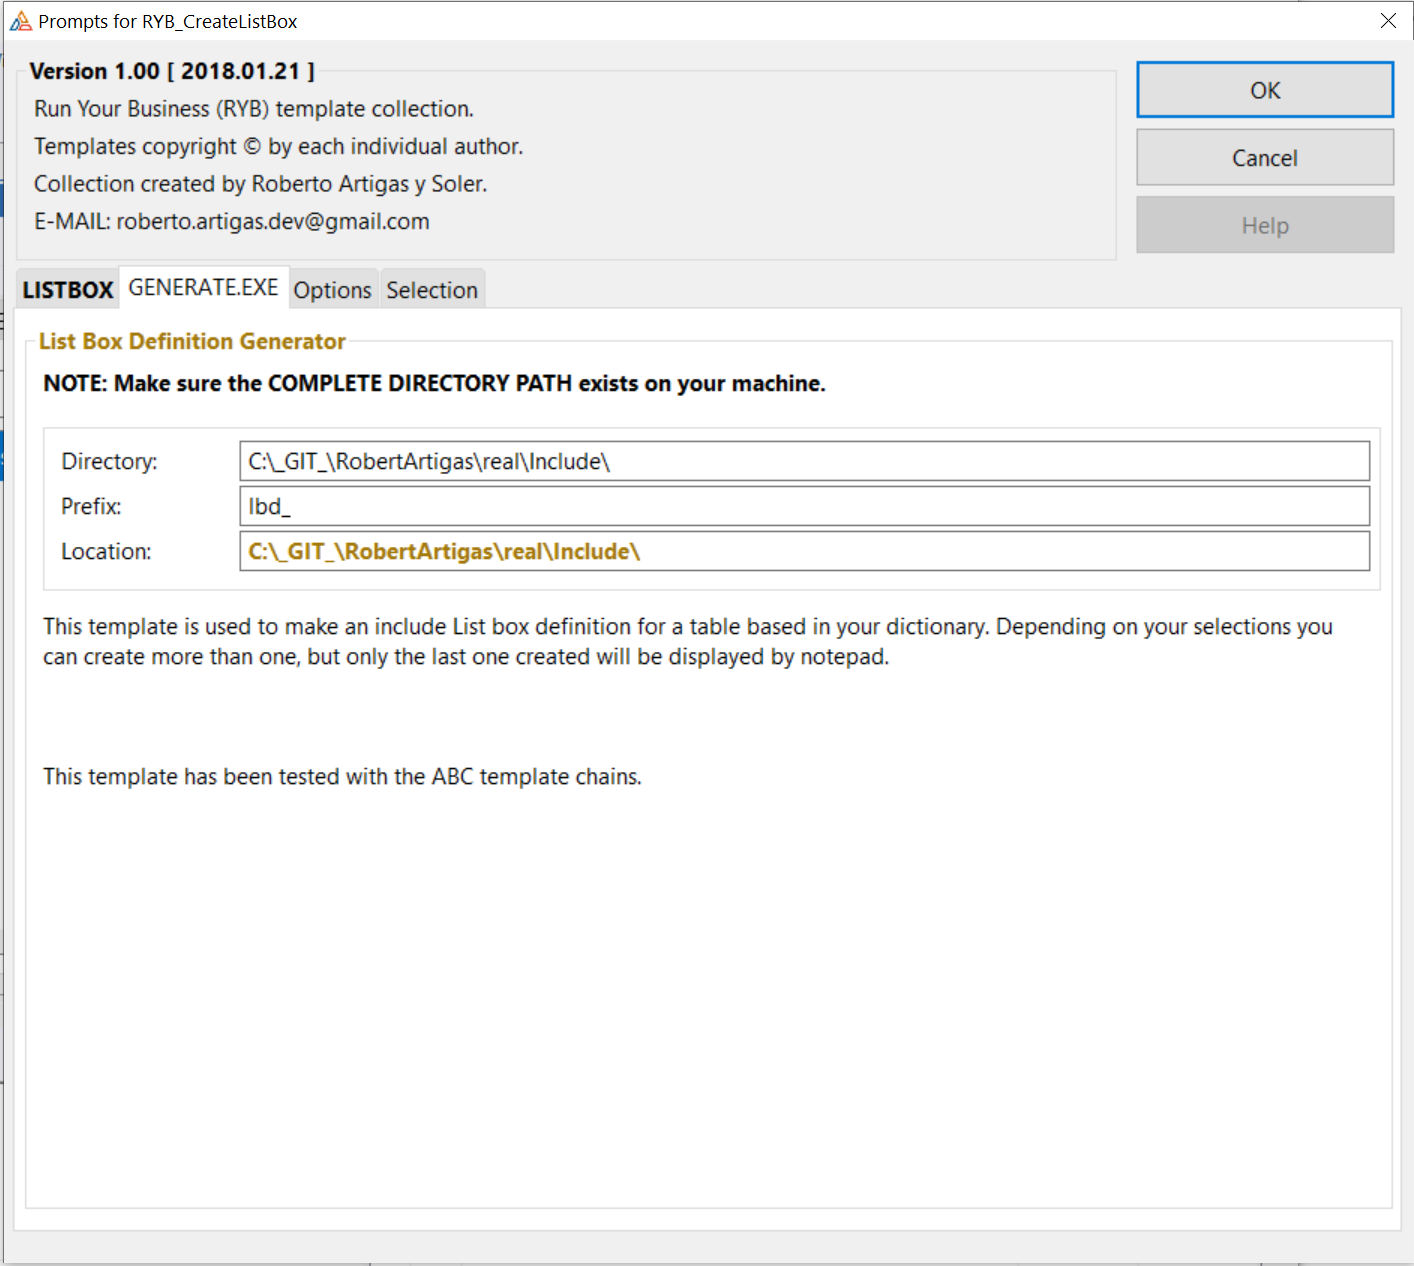 Prompts for RYB_CreateListBox
Version 1.00 [ 2018.01.21 ]
Run Your Business (RYB) template collection.
Templates copyright © by each individual author.
Collection created by Roberto Artigas y Soler.
E-MAIL: roberto.artigas.dev@gmail.com
OK
Cancel
Help
LISTBOX GENERATE.EXE Options Selection
List Box Definition Generator
NOTE: Make sure the COMPLETE DIRECTORY PATH exists on your machine.
Directory: C:\_GIT_\RobertArtigas\real\Include\
Prefix: lbd_
Location: C:\_GIT_\RobertArtigas\real\Include\
This template is used to make an include List box definition for a table based in your dictionary. Depending on your selections you
can create more than one, but only the last one created will be displayed by notepad.
This template has been tested with the ABC template chains.